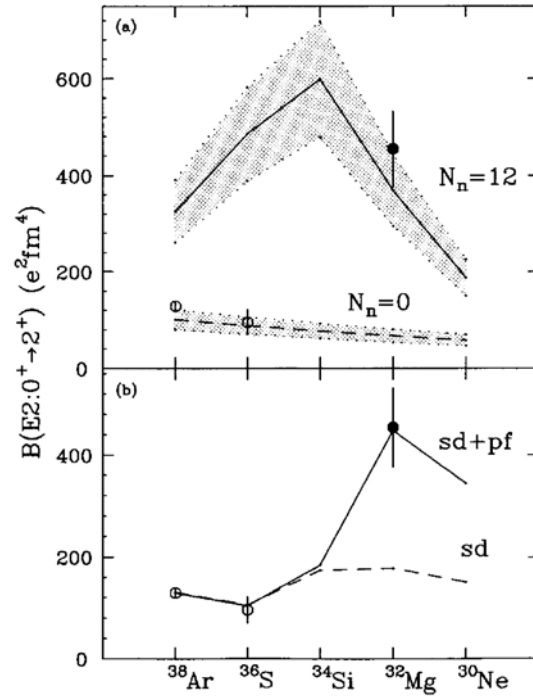 (a)
600
400
200
0
N_n=12
N_n=0
B(E2:0⁺→2⁺) (e²fm⁴)
(b)
400
200
0
sd+pf
sd
³⁸Ar ³⁶S ³⁴Si ³²Mg ³⁰Ne